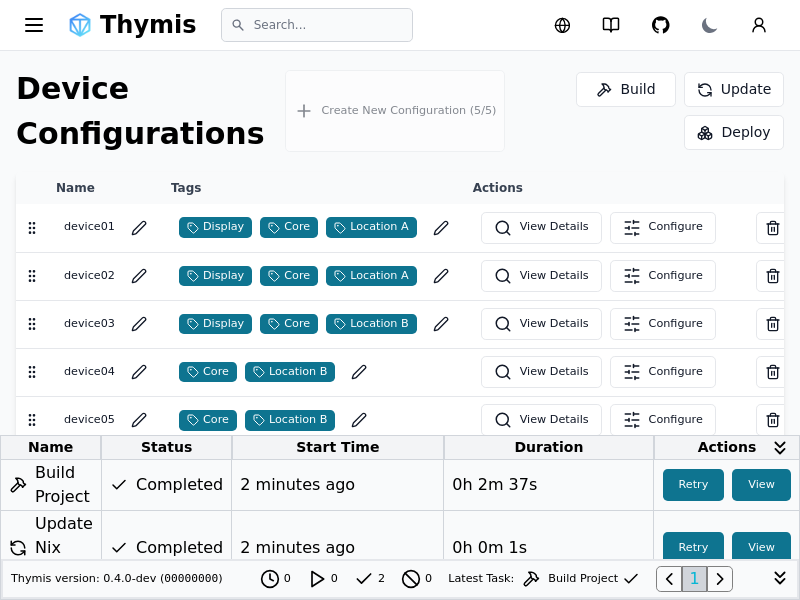 Thymis
Search...
Device
Configurations
Create New Configuration (5/5)
Build
Update
Deploy
Name Tags Actions
device01 Display Core Location A View Details Configure
device02 Display Core Location A View Details Configure
device03 Display Core Location B View Details Configure
device04 Core Location B View Details Configure
device05 Core Location B View Details Configure
Name Status Start Time Duration Actions
Build
Project Completed 2 minutes ago 0h 2m 37s Retry View
Update
Nix Completed 2 minutes ago 0h 0m 1s Retry View
Thymis version: 0.4.0-dev (00000000) 0 0 2 0 Latest Task: Build Project 1